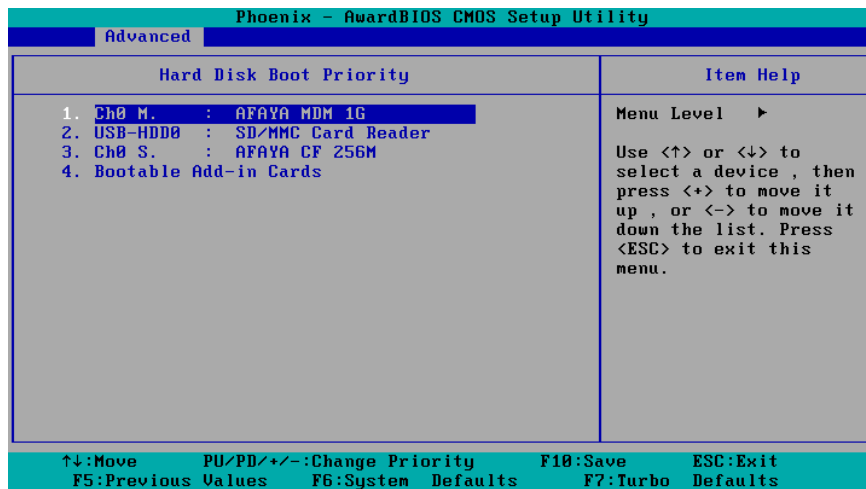 Phoenix - AwardBIOS CMOS Setup Utility
Advanced
Hard Disk Boot Priority
1. Ch0 M. : AFAYA MDM 1G
2. USB-HDD0 : SD/MMC Card Reader
3. Ch0 S. : AFAYA CF 256M
4. Bootable Add-in Cards
Item Help
Menu Level ►
Use <↑> or <↓> to
select a device , then
press <+> to move it
up , or <-> to move it
down the list. Press
<ESC> to exit this
menu.
↑↓:Move PU/PD/+/-:Change Priority F10:Save ESC:Exit
F5:Previous Values F6:System Defaults F7:Turbo Defaults